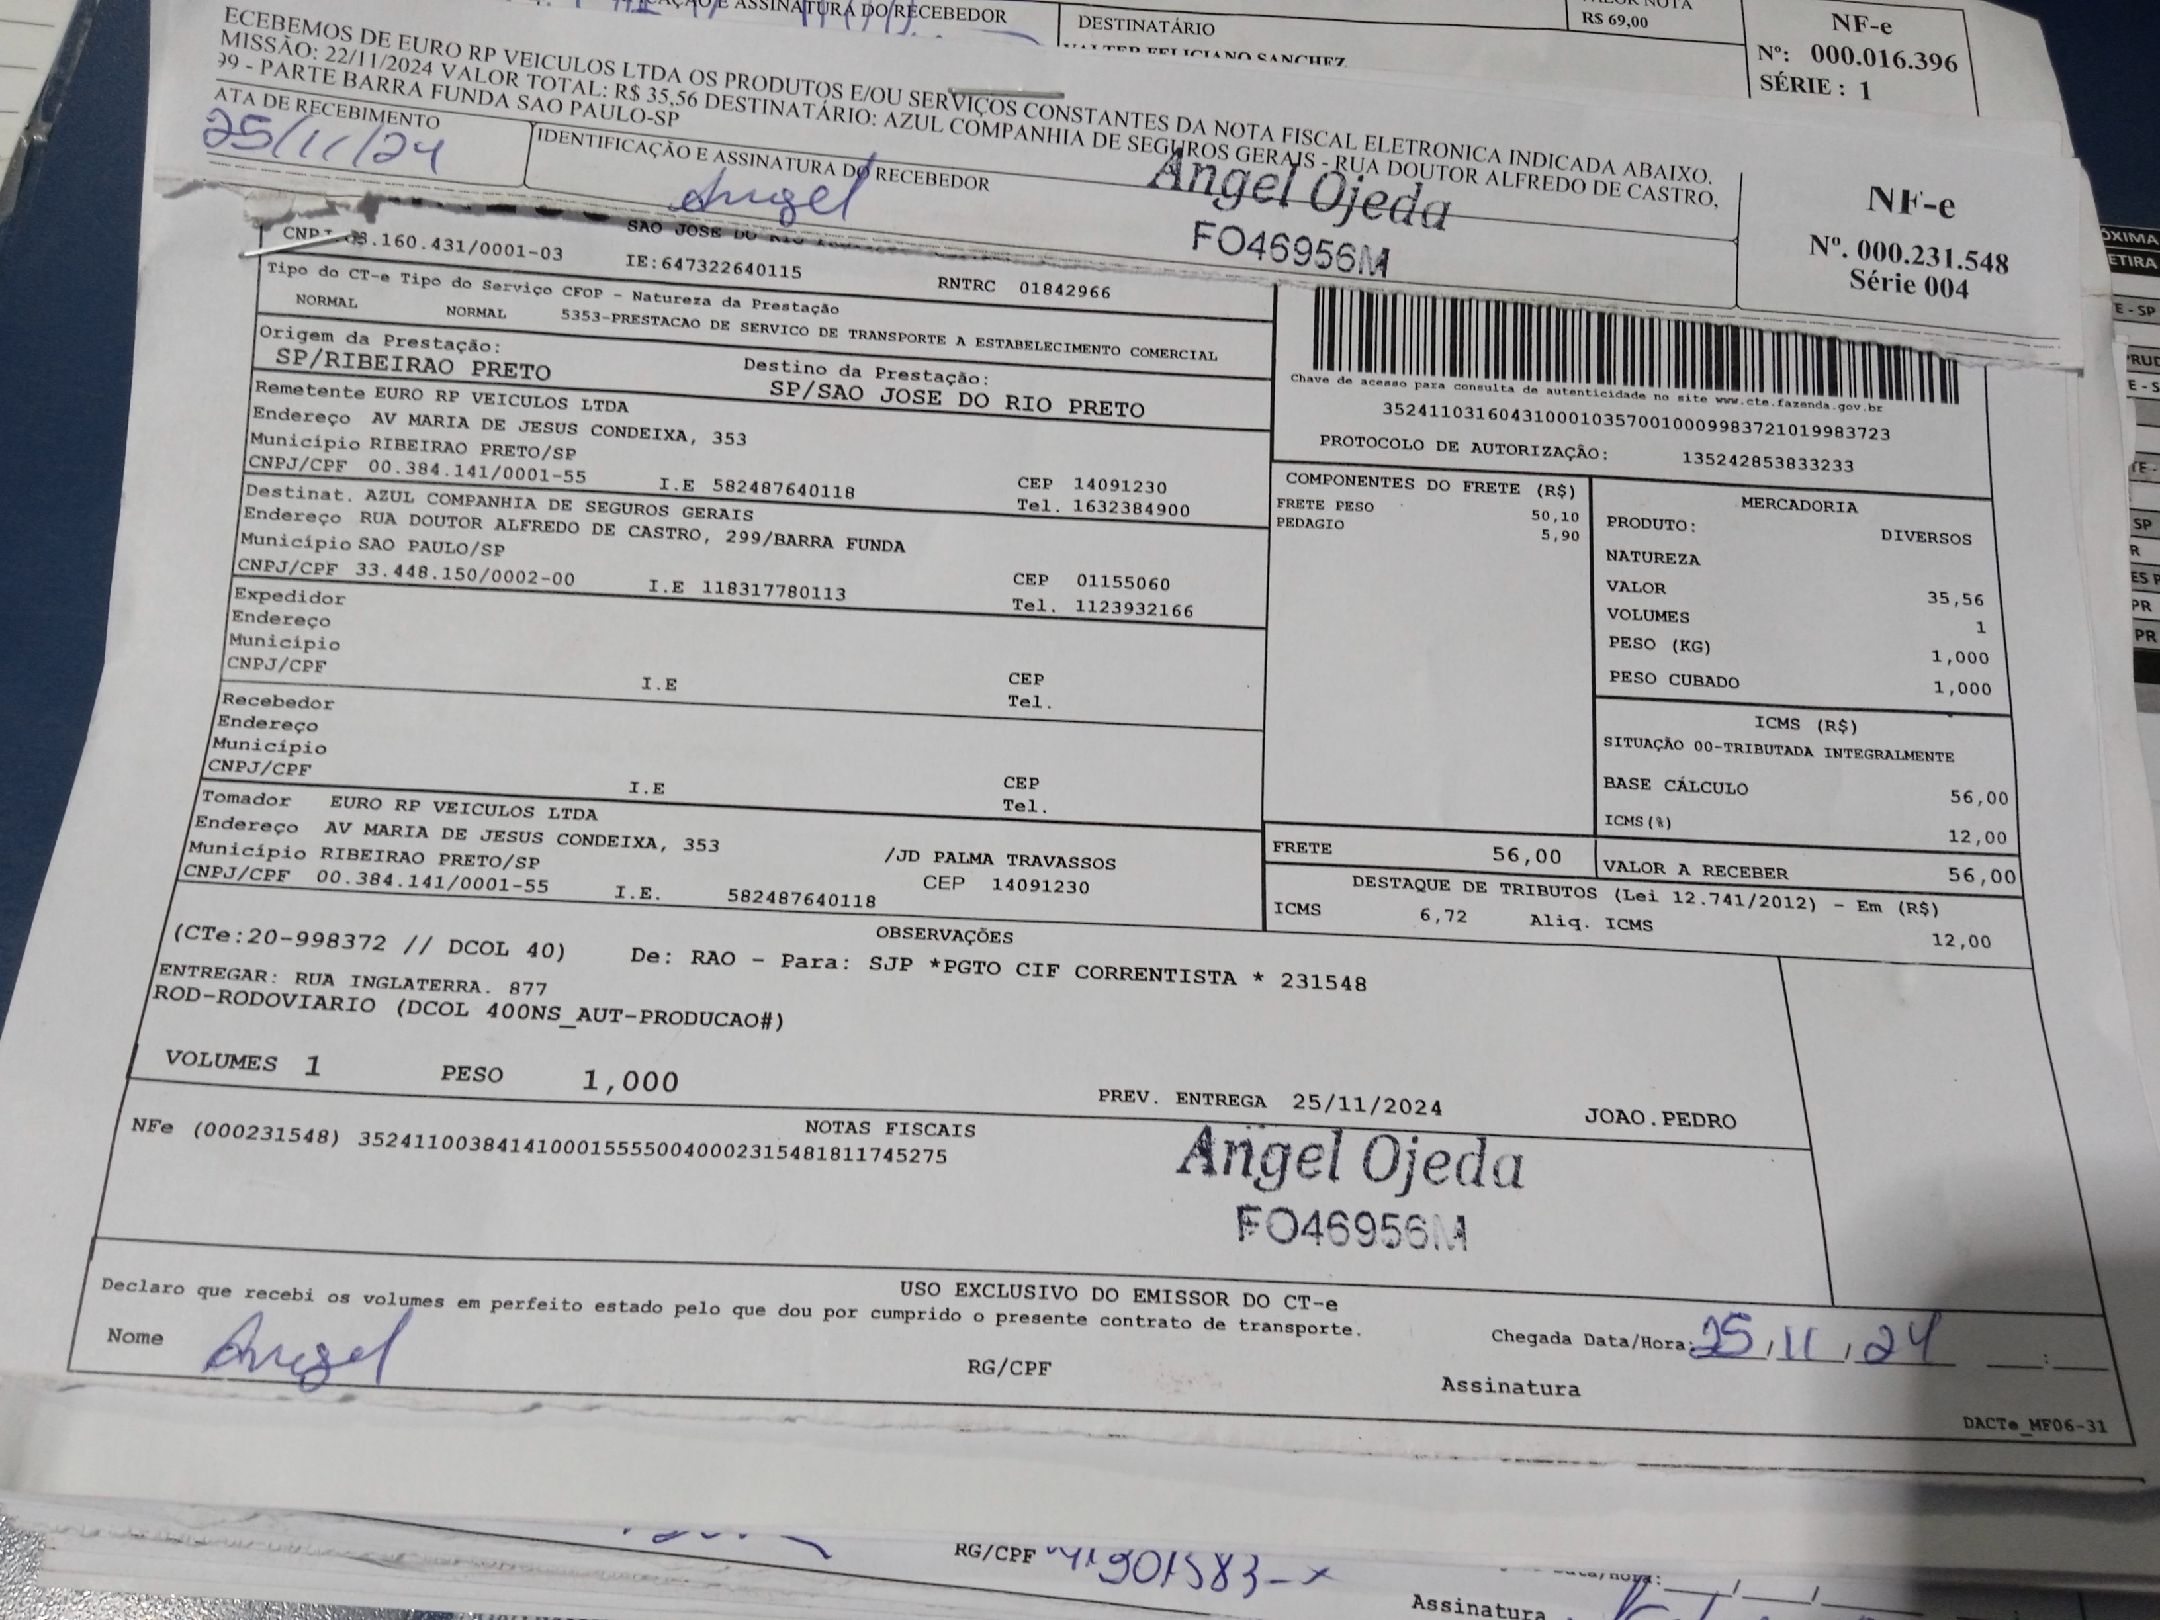 E ASSINATURA DO RECEBEDOR
DESTINATÁRIO
VALTER FELICIANO SANCHEZ
R$ 69,00
NF-e
Nº: 000.016.396
SÉRIE : 1
ECEBEMOS DE EURO RP VEICULOS LTDA OS PRODUTOS E/OU SERVIÇOS CONSTANTES DA NOTA FISCAL ELETRONICA INDICADA ABAIXO.
MISSÃO: 22/11/2024 VALOR TOTAL: R$ 35,56 DESTINATÁRIO: AZUL COMPANHIA DE SEGUROS GERAIS - RUA DOUTOR ALFREDO DE CASTRO,
99 - PARTE BARRA FUNDA SAO PAULO-SP
ATA DE RECEBIMENTO
25/11/24
IDENTIFICAÇÃO E ASSINATURA DO RECEBEDOR
Angel
Angel Ojeda
FO46956M
NF-e
Nº. 000.231.548
Série 004
SAO JOSE DO RIO
CNPJ 03.160.431/0001-03 IE:647322640115 RNTRC 01842966
Tipo do CT-e Tipo do Serviço CFOP - Natureza da Prestação
NORMAL NORMAL 5353-PRESTACAO DE SERVICO DE TRANSPORTE A ESTABELECIMENTO COMERCIAL
Origem da Prestação: Destino da Prestação:
SP/RIBEIRAO PRETO SP/SAO JOSE DO RIO PRETO
Remetente EURO RP VEICULOS LTDA
Endereço AV MARIA DE JESUS CONDEIXA, 353
Município RIBEIRAO PRETO/SP CEP 14091230
CNPJ/CPF 00.384.141/0001-55 I.E 582487640118 Tel. 1632384900
Destinat. AZUL COMPANHIA DE SEGUROS GERAIS
Endereço RUA DOUTOR ALFREDO DE CASTRO, 299/BARRA FUNDA
Município SAO PAULO/SP CEP 01155060
CNPJ/CPF 33.448.150/0002-00 I.E 118317780113 Tel. 1123932166
Expedidor
Endereço
Município CEP
CNPJ/CPF I.E Tel.
Recebedor
Endereço
Município CEP
CNPJ/CPF I.E Tel.
Tomador EURO RP VEICULOS LTDA
Endereço AV MARIA DE JESUS CONDEIXA, 353 /JD PALMA TRAVASSOS
Município RIBEIRAO PRETO/SP CEP 14091230
CNPJ/CPF 00.384.141/0001-55 I.E. 582487640118
Chave de acesso para consulta de autenticidade no site www.cte.fazenda.gov.br
35241103160431000103570010009983721019983723
PROTOCOLO DE AUTORIZAÇÃO: 135242853833233
COMPONENTES DO FRETE (R$)
FRETE PESO 50,10
PEDAGIO 5,90
MERCADORIA
PRODUTO: DIVERSOS
NATUREZA
VALOR 35,56
VOLUMES 1
PESO (KG) 1,000
PESO CUBADO 1,000
ICMS (R$)
SITUAÇÃO 00-TRIBUTADA INTEGRALMENTE
BASE CÁLCULO 56,00
ICMS(%) 12,00
FRETE 56,00 VALOR A RECEBER 56,00
DESTAQUE DE TRIBUTOS (Lei 12.741/2012) - Em (R$)
ICMS 6,72 Aliq. ICMS 12,00
OBSERVAÇÕES
(CTe:20-998372 // DCOL 40) De: RAO - Para: SJP *PGTO CIF CORRENTISTA * 231548
ENTREGAR: RUA INGLATERRA. 877
ROD-RODOVIARIO (DCOL 400NS_AUT-PRODUCAO#)
VOLUMES 1 PESO 1,000 PREV. ENTREGA 25/11/2024 JOAO.PEDRO
NOTAS FISCAIS
NFe (000231548) 35241100384141000155550040002315481811745275
Angel Ojeda
FO46956M
USO EXCLUSIVO DO EMISSOR DO CT-e
Declaro que recebi os volumes em perfeito estado pelo que dou por cumprido o presente contrato de transporte.
Nome Angel RG/CPF Chegada Data/Hora: 25/11/24 __:__
Assinatura
DACTe_MF06-31
RG/CPF 41901583-x
Assinatura